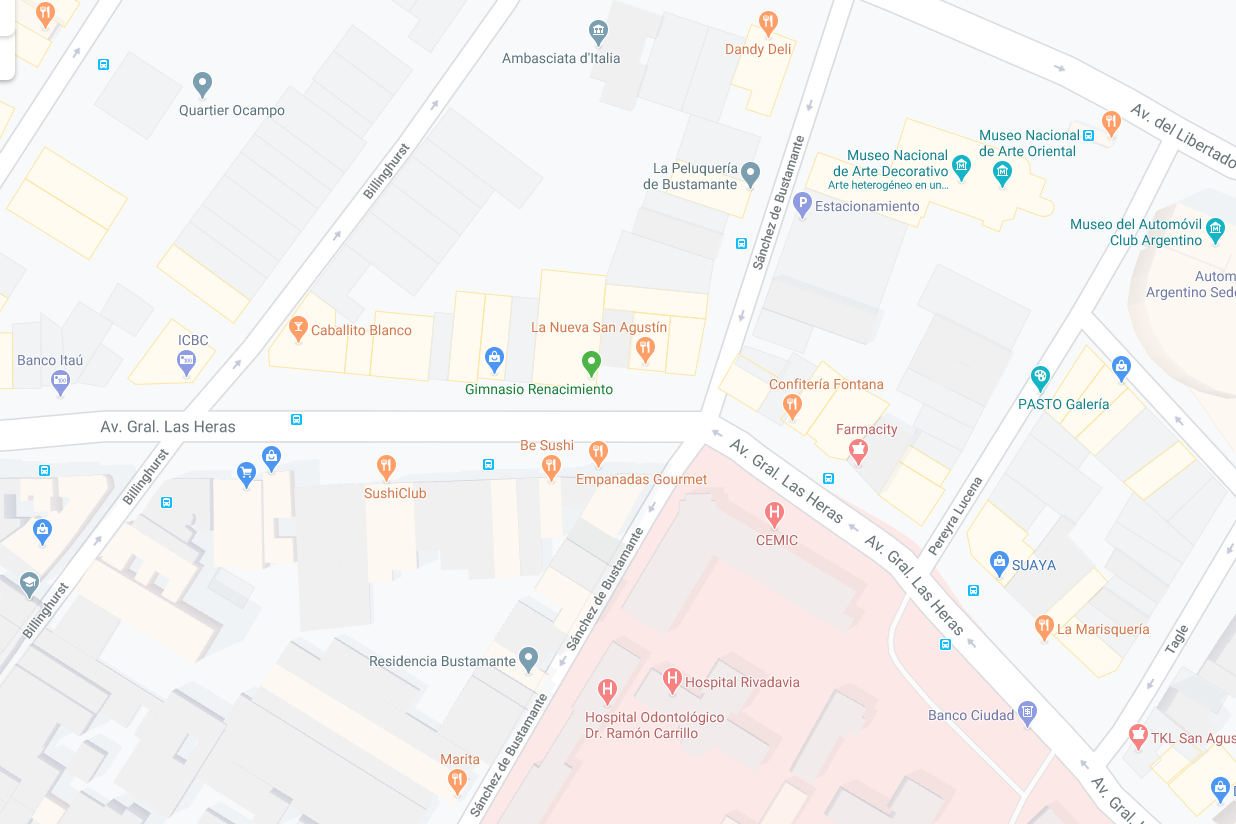 Dandy Deli
Ambasciata d'Italia
Quartier Ocampo
Av. del Libertado
Museo Nacional
de Arte Oriental
Museo Nacional
de Arte Decorativo
Arte heterogéneo en un...
Billinghurst
La Peluquería
de Bustamante
Sánchez de Bustamante
Estacionamiento
Museo del Automóvil
Club Argentino
Autom
Argentino Sede
Caballito Blanco
La Nueva San Agustín
ICBC
Banco Itaú
Gimnasio Renacimiento
Confitería Fontana
PASTO Galería
Av. Gral. Las Heras
Farmacity
Be Sushi
Empanadas Gourmet
SushiClub
Billinghurst
Av. Gral. Las Heras
Pereyra Lucena
CEMIC
Av. Gral. Las Heras
SUAYA
Billinghurst
Sánchez de Bustamante
La Marisquería
Tagle
Residencia Bustamante
Hospital Rivadavia
Hospital Odontológico
Dr. Ramón Carrillo
Banco Ciudad
TKL San Agus
Sánchez de Bustamante
Marita
Av. Gral. L